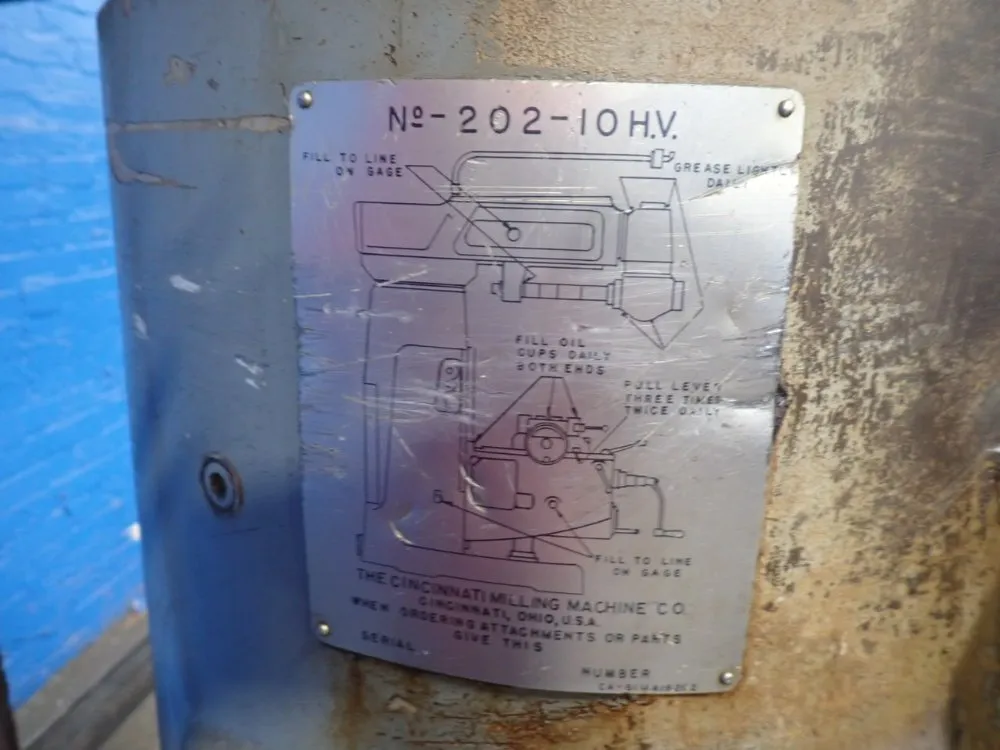 Nº-202-10 H.V.
FILL TO LINE
ON GAGE
GREASE LIGHTLY
DAILY
FILL OIL
CUPS DAILY
BOTH ENDS
PULL LEVER
THREE TIMES
TWICE DAILY
FILL TO LINE
ON GAGE
THE CINCINNATI MILLING MACHINE CO.
CINCINNATI, OHIO, U.S.A.
WHEN ORDERING ATTACHMENTS OR PARTS
GIVE THIS
SERIAL
NUMBER